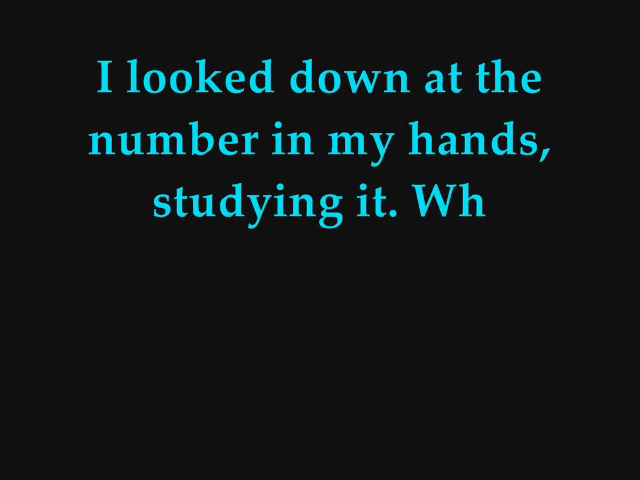 I looked down at the
number in my hands,
studying it. Wh